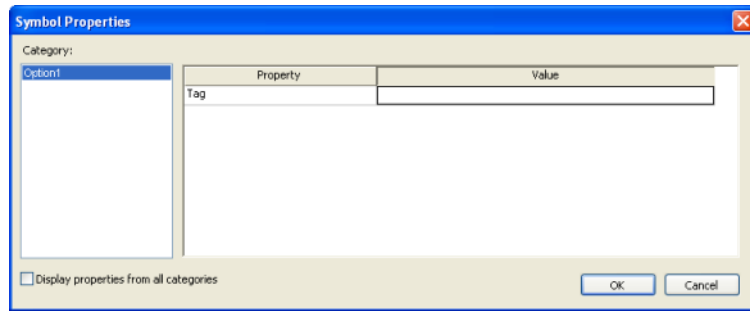 Symbol Properties
Category:
Option1
Property Value
Tag
Display properties from all categories
OK Cancel